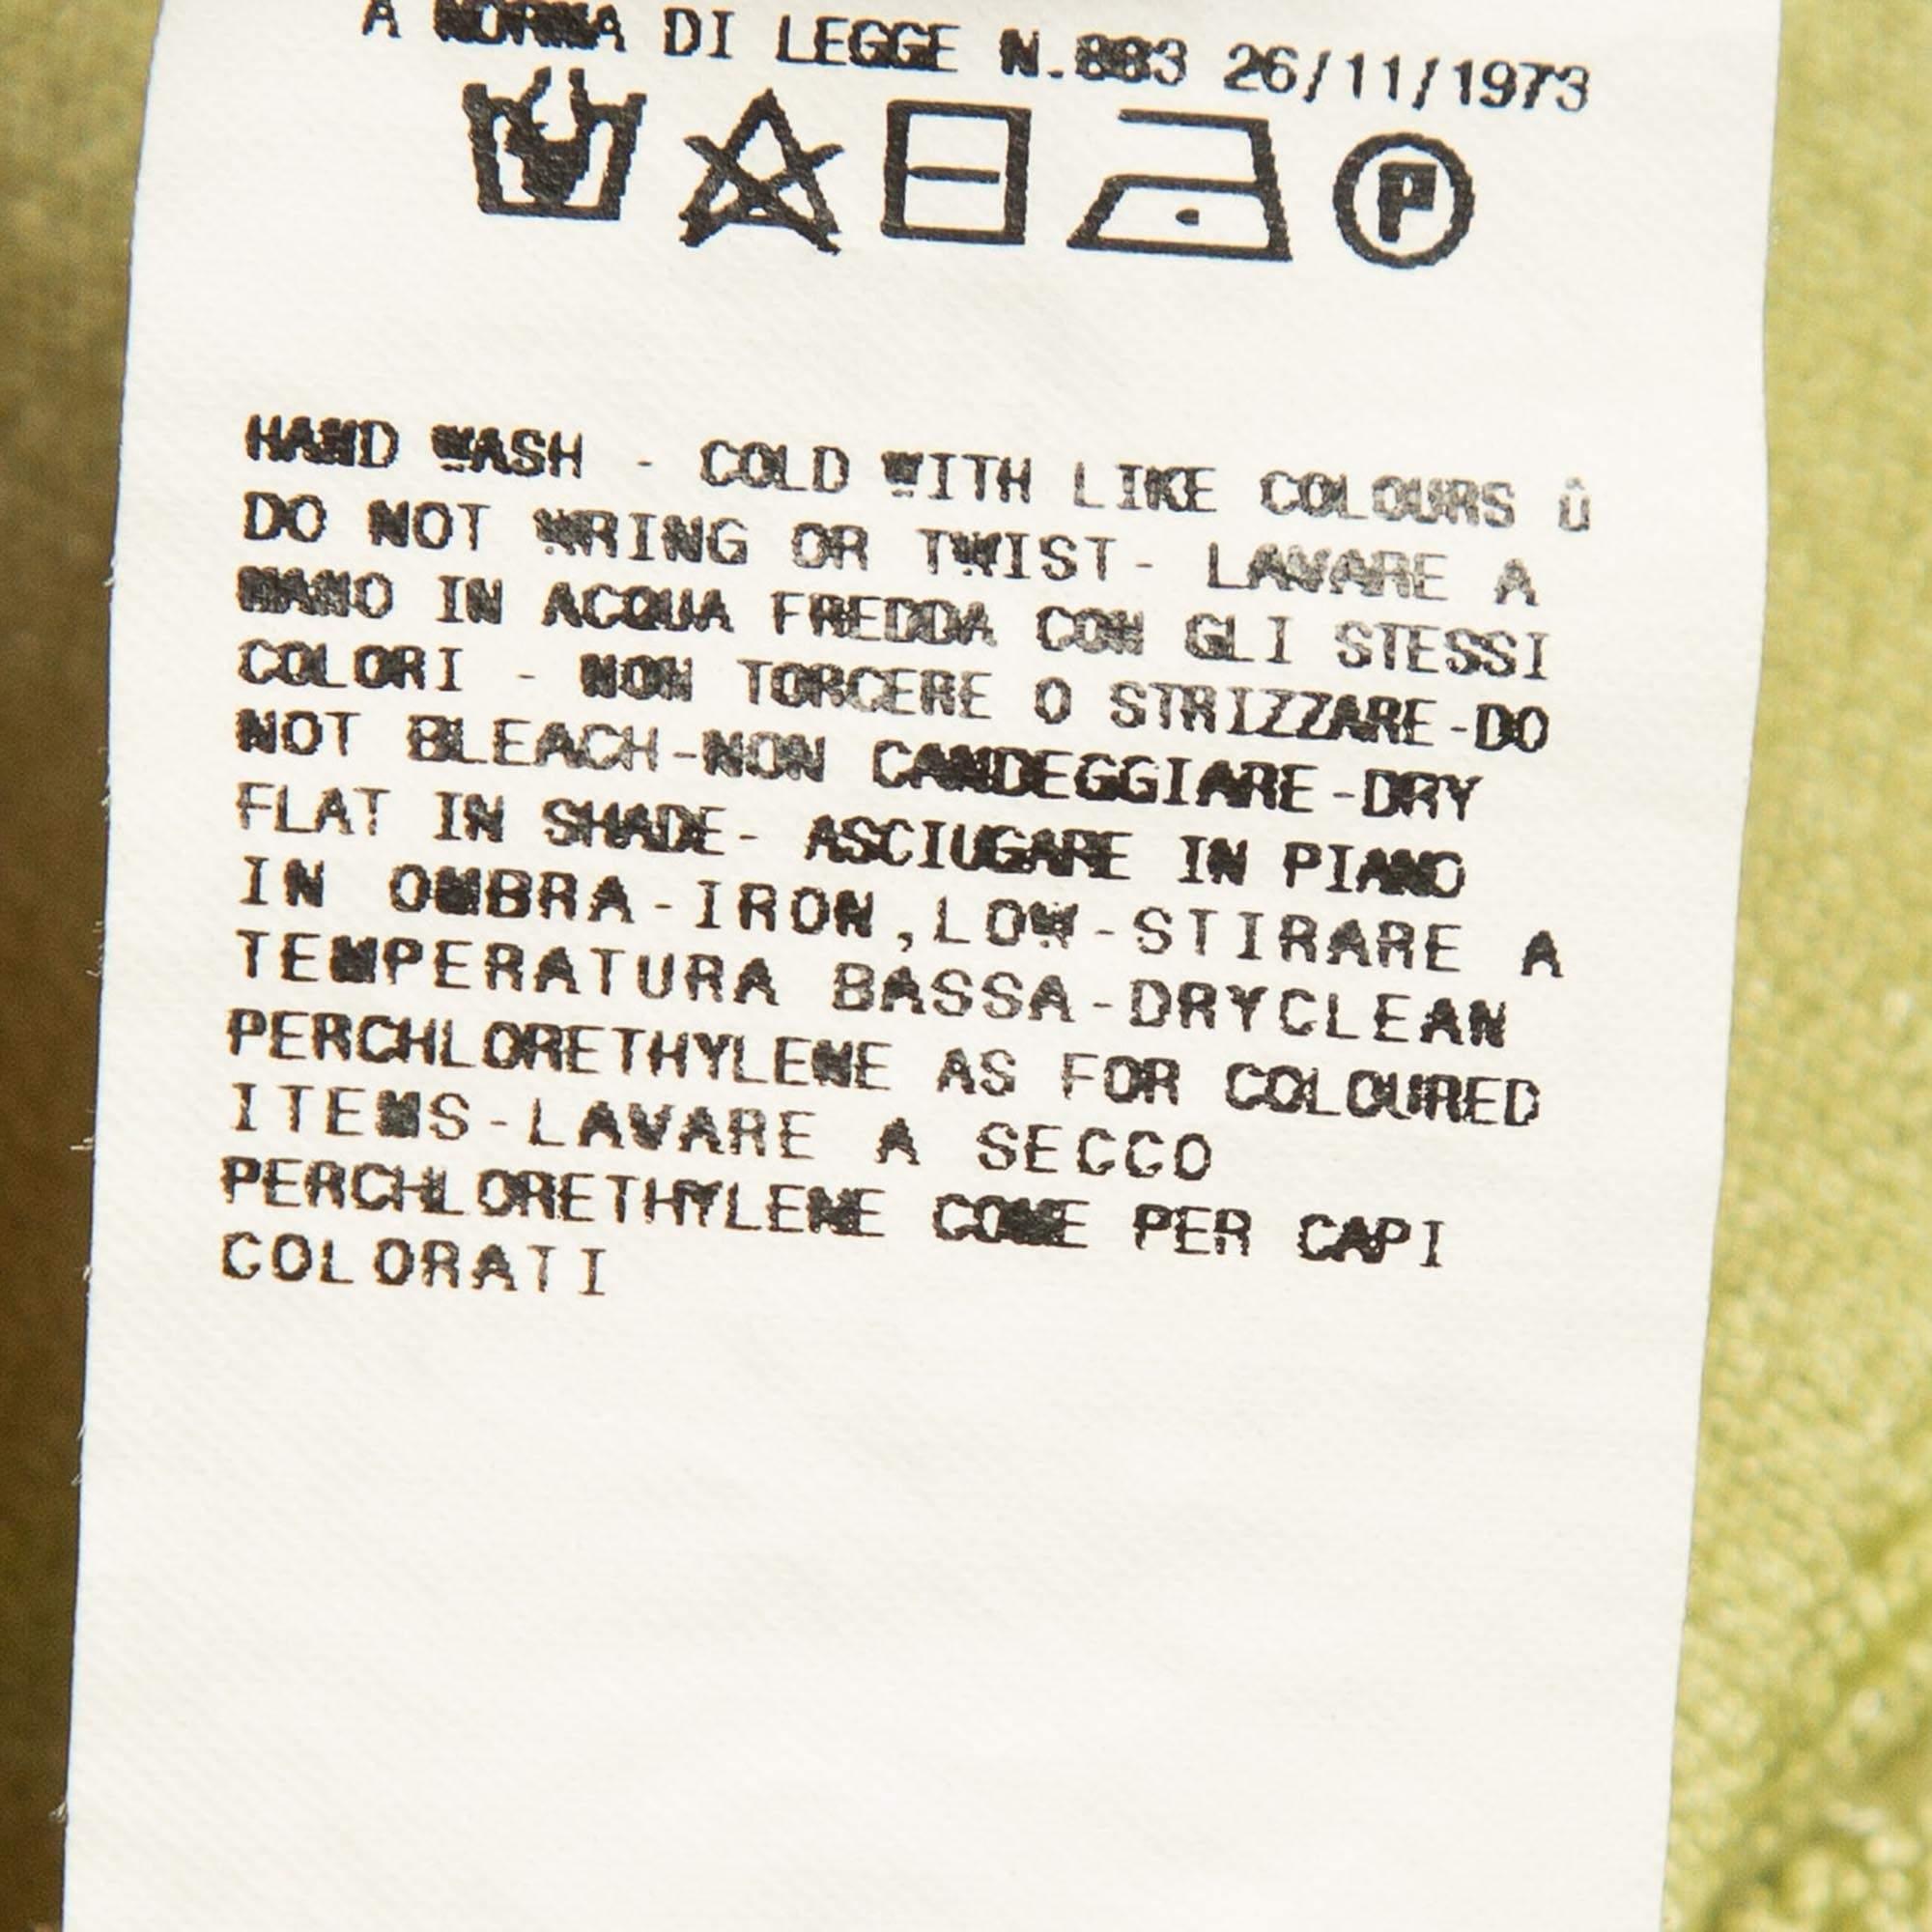 A NORMA DI LEGGE N.883 26/11/1973
P
HAND WASH - COLD WITH LIKE COLOURS Û
DO NOT WRING OR TWIST- LAVARE A
MANO IN ACQUA FREDDA CON GLI STESSI
COLORI - NON TORCERE O STRIZZARE-DO
NOT BLEACH-NON CANDEGGIARE-DRY
FLAT IN SHADE- ASCIUGARE IN PIANO
IN OMBRA-IRON,LOW-STIRARE A
TEMPERATURA BASSA-DRYCLEAN
PERCHLORETHYLENE AS FOR COLOURED
ITEMS-LAVARE A SECCO
PERCHLORETHYLENE COME PER CAPI
COLORATI